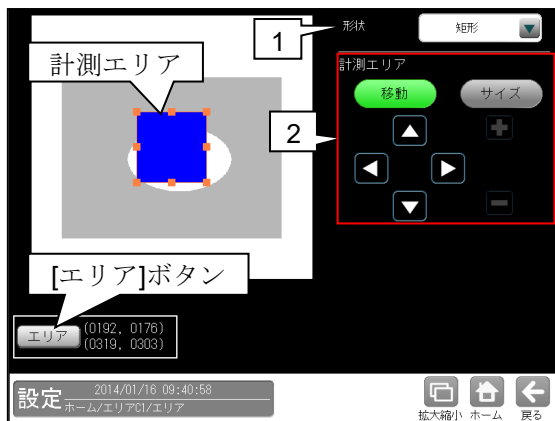 1
形状
矩形
計測エリア
計測エリア
移動
サイズ
2
[エリア]ボタン
エリア
(0192, 0176)
(0319, 0303)
設定
2014/01/16 09:40:58
ホーム/エリアC1/エリア
拡大縮小
ホーム
戻る